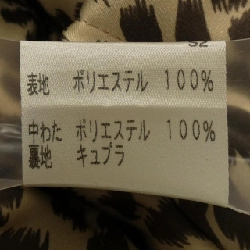 32
表地 ポリエステル 100%
中わた ポリエステル 100%
裏地 キュプラ